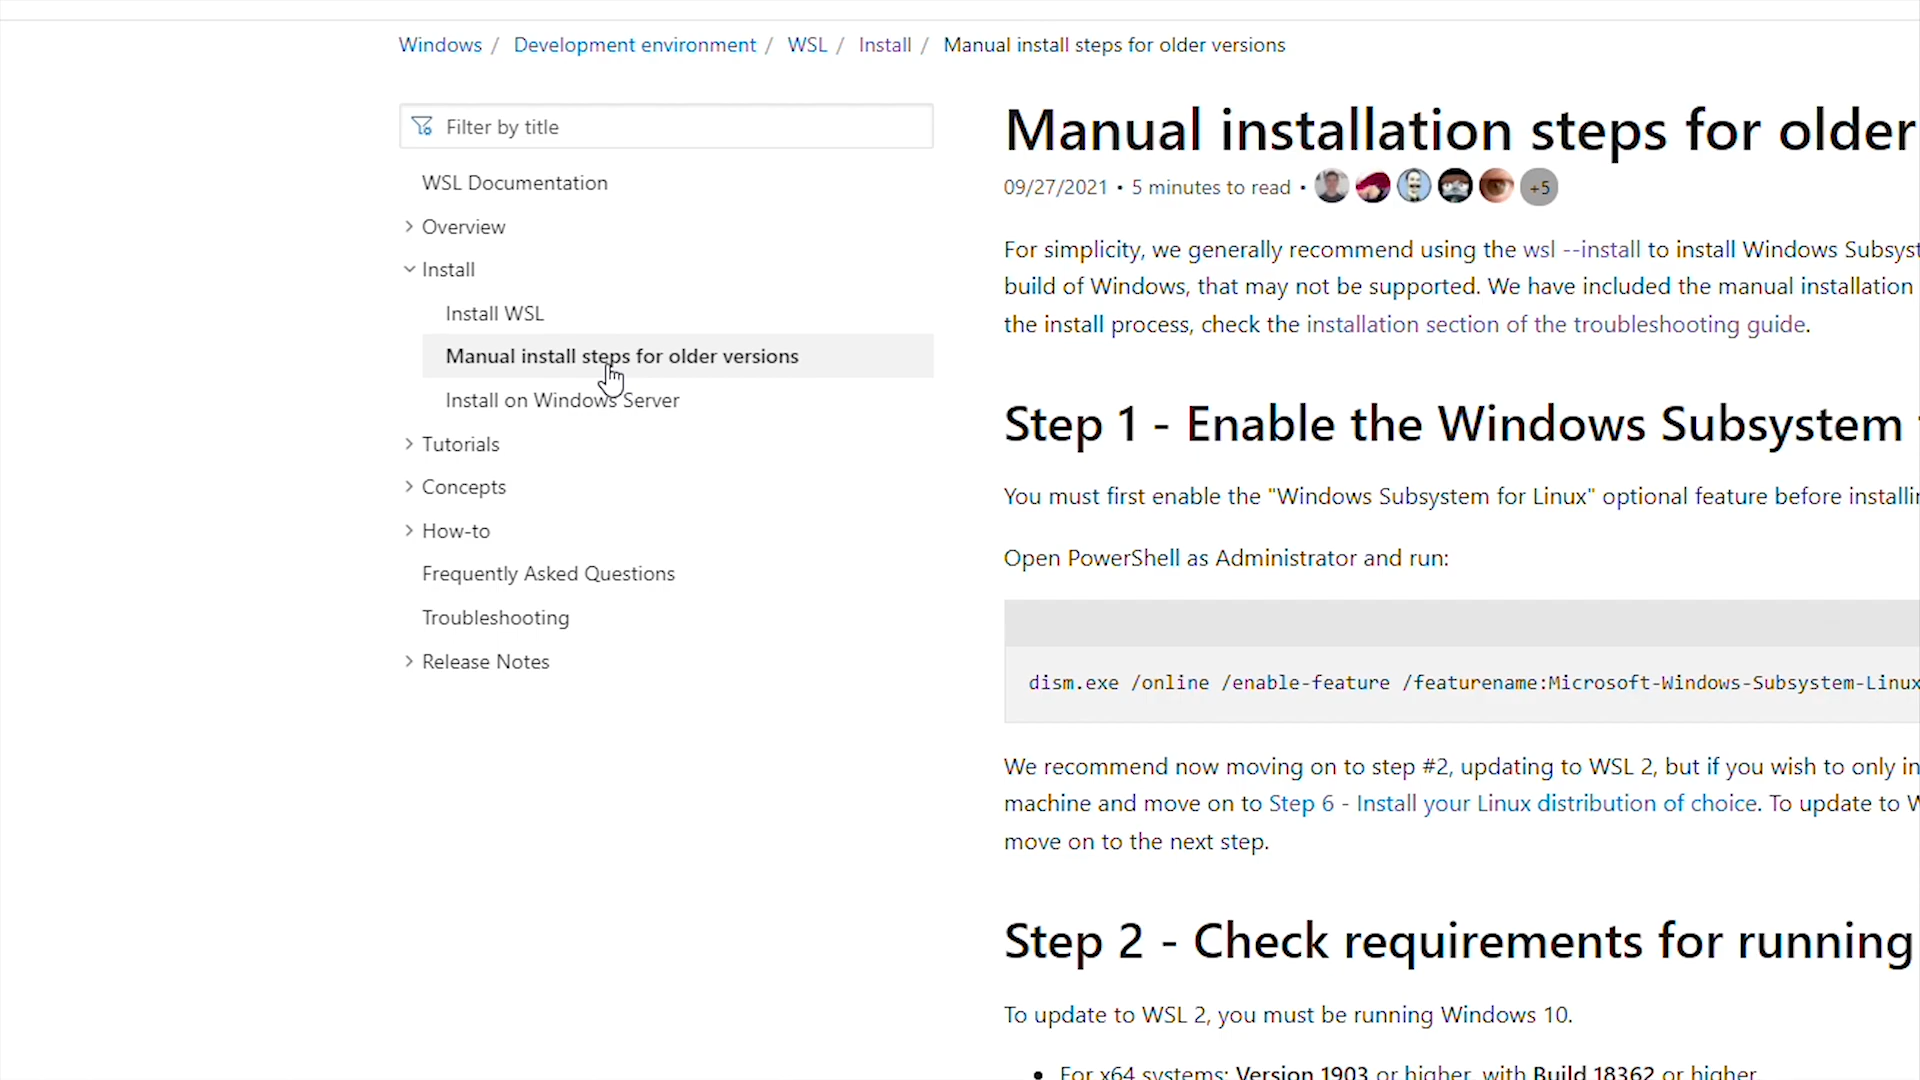 Windows / Development environment / WSL / Install / Manual install steps for older versions
Filter by title
WSL Documentation
Overview
Install
Install WSL
Manual install steps for older versions
Install on Windows Server
Tutorials
Concepts
How-to
Frequently Asked Questions
Troubleshooting
Release Notes
Manual installation steps for older
09/27/2021 • 5 minutes to read • +5
For simplicity, we generally recommend using the wsl --install to install Windows Subsyst
build of Windows, that may not be supported. We have included the manual installation
the install process, check the installation section of the troubleshooting guide.
Step 1 - Enable the Windows Subsystem
You must first enable the "Windows Subsystem for Linux" optional feature before installin
Open PowerShell as Administrator and run:
dism.exe /online /enable-feature /featurename:Microsoft-Windows-Subsystem-Linux
We recommend now moving on to step #2, updating to WSL 2, but if you wish to only in
machine and move on to Step 6 - Install your Linux distribution of choice. To update to W
move on to the next step.
Step 2 - Check requirements for running
To update to WSL 2, you must be running Windows 10.
• For x64 systems: Version 1903 or higher, with Build 18362 or higher